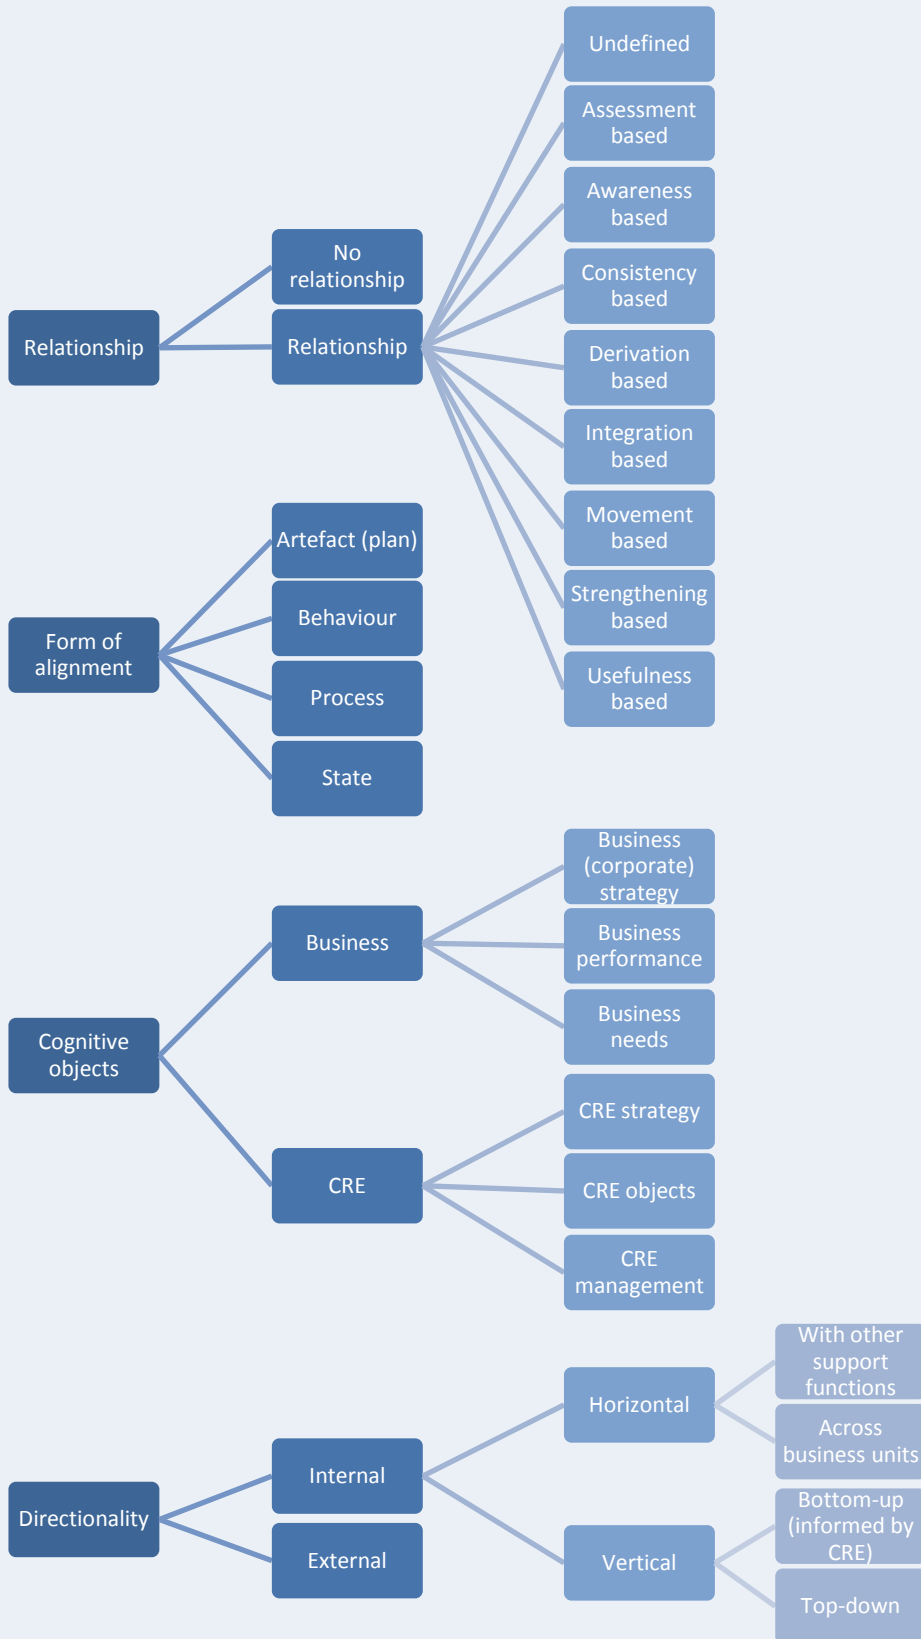 Relationship
No
relationship
Relationship
Undefined
Assessment
based
Awareness
based
Consistency
based
Derivation
based
Integration
based
Movement
based
Strengthening
based
Usefulness
based
Form of
alignment
Artefact (plan)
Behaviour
Process
State
Cognitive
objects
Business
Business
(corporate)
strategy
Business
performance
Business
needs
CRE
CRE strategy
CRE objects
CRE
management
Directionality
Internal
Horizontal
With other
support
functions
Across
business units
Vertical
Bottom-up
(informed by
CRE)
Top-down
External